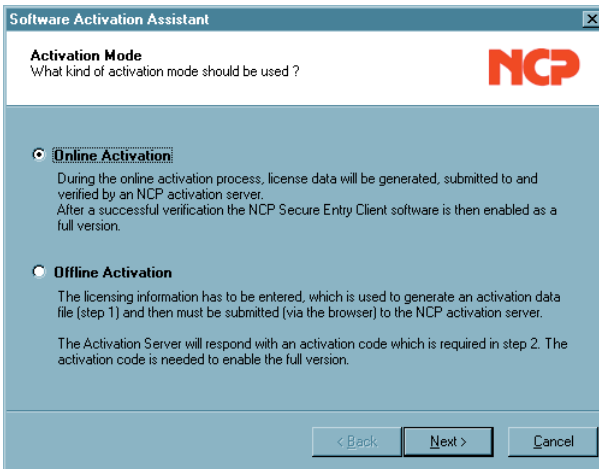 Software Activation Assistant
Activation Mode
What kind of activation mode should be used ?
NCP
Online Activation
During the online activation process, license data will be generated, submitted to and
verified by an NCP activation server.
After a successful verification the NCP Secure Entry Client software is then enabled as a
full version.
Offline Activation
The licensing information has to be entered, which is used to generate an activation data
file (step 1) and then must be submitted (via the browser) to the NCP activation server.
The Activation Server will respond with an activation code which is required in step 2. The
activation code is needed to enable the full version.
< Back Next > Cancel